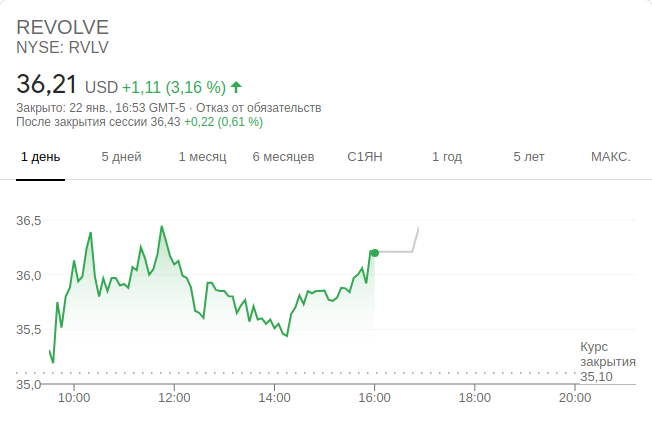 REVOLVE
NYSE: RVLV
36,21 USD +1,11 (3,16 %)
Закрыто: 22 янв., 16:53 GMT-5 · Отказ от обязательств
После закрытия сессии 36,43 +0,22 (0,61 %)
1 день 5 дней 1 месяц 6 месяцев С1ЯН 1 год 5 лет МАКС.
36,5
36,0
35,5
Курс
закрытия
35,10
35,0
10:00 12:00 14:00 16:00 18:00 20:00